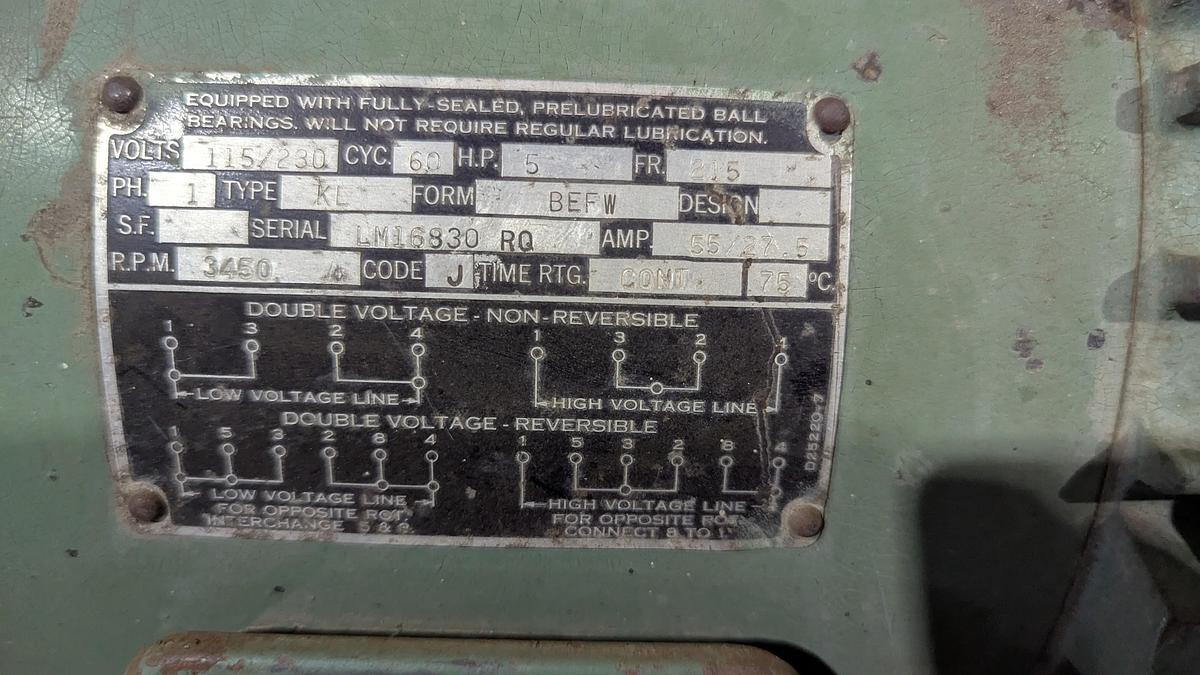 EQUIPPED WITH FULLY-SEALED, PRELUBRICATED BALL
BEARINGS. WILL NOT REQUIRE REGULAR LUBRICATION.
VOLTS 115/230 CYC. 60 H.P. 5 FR. 215
PH. 1 TYPE KL FORM BEFW DESIGN
S.F. SERIAL LM16830 RQ AMP. 55/27.5
R.P.M. 3450 CODE J TIME RTG. CONT. 75 °C.
DOUBLE VOLTAGE - NON-REVERSIBLE
1 3 2 4 1 3 2 4
LOW VOLTAGE LINE HIGH VOLTAGE LINE
DOUBLE VOLTAGE - REVERSIBLE
1 5 3 2 8 4 1 5 3 2 8 4
LOW VOLTAGE LINE HIGH VOLTAGE LINE
FOR OPPOSITE ROT. FOR OPPOSITE ROT.
INTERCHANGE 5 & 8 CONNECT 8 TO 1
D25220-7